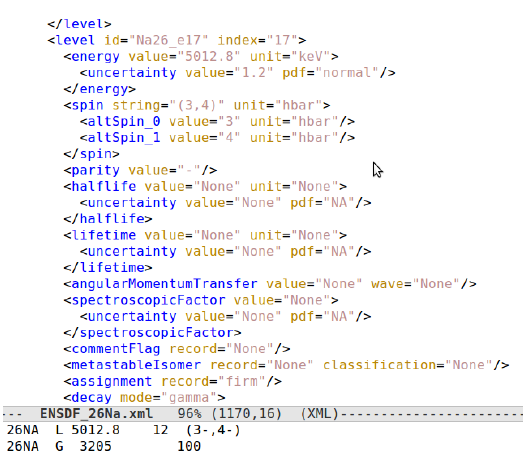 </level>
<level id="Na26_e17" index="17">
<energy value="5012.8" unit="keV">
<uncertainty value="1.2" pdf="normal"/>
</energy>
<spin string="(3,4)" unit="hbar">
<altSpin_0 value="3" unit="hbar"/>
<altSpin_1 value="4" unit="hbar"/>
</spin>
<parity value="-"/>
<halflife value="None" unit="None">
<uncertainty value="None" pdf="NA"/>
</halflife>
<lifetime value="None" unit="None">
<uncertainty value="None" pdf="NA"/>
</lifetime>
<angularMomentumTransfer value="None" wave="None"/>
<spectroscopicFactor value="None">
<uncertainty value="None" pdf="NA"/>
</spectroscopicFactor>
<commentFlag record="None"/>
<metastableIsomer record="None" classification="None"/>
<assignment record="firm"/>
<decay mode="gamma">
--- ENSDF_26Na.xml 96% (1170,16) (XML)-----------------------
26NA L 5012.8 12 (3-,4-)
26NA G 3205 100